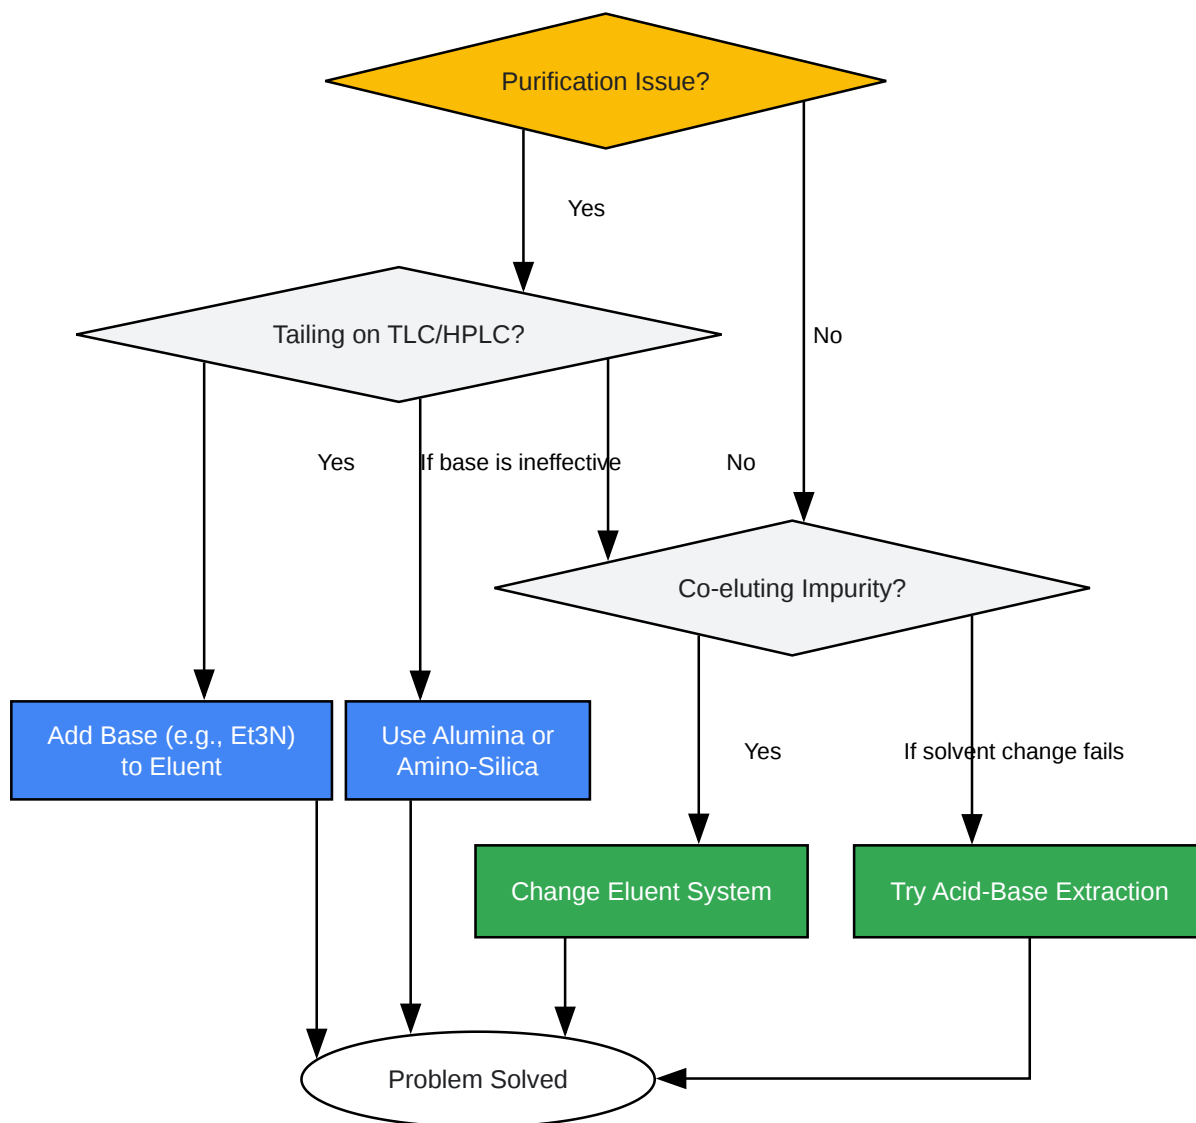 Purification Issue?
Yes
Tailing on TLC/HPLC?
No
Yes
If base is ineffective
No
Co-eluting Impurity?
Add Base (e.g., Et3N)
to Eluent
Use Alumina or
Amino-Silica
Yes
If solvent change fails
Change Eluent System
Try Acid-Base Extraction
Problem Solved